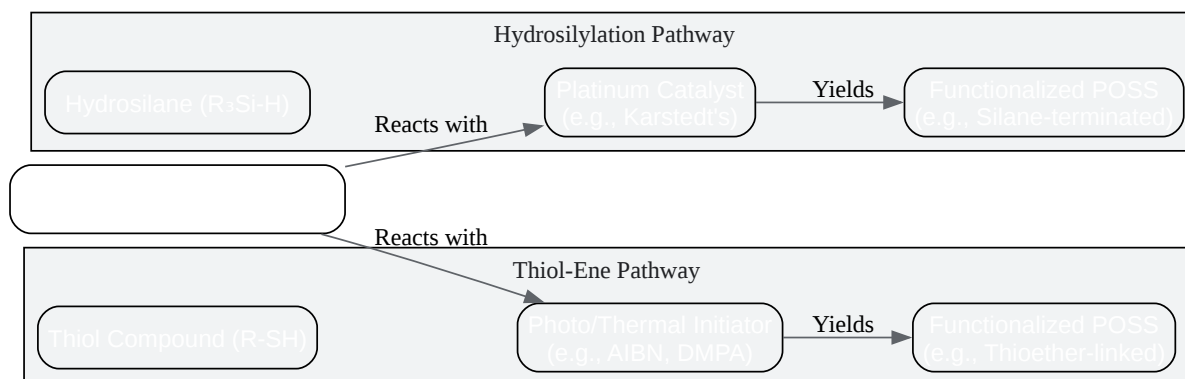 Hydrosilylation Pathway
Hydrosilane (R₃Si-H)
Platinum Catalyst
(e.g., Karstedt's)
Yields
Functionalized POSS
(e.g., Silane-terminated)
Reacts with
Reacts with
Thiol-Ene Pathway
Thiol Compound (R-SH)
Photo/Thermal Initiator
(e.g., AIBN, DMPA)
Yields
Functionalized POSS
(e.g., Thioether-linked)